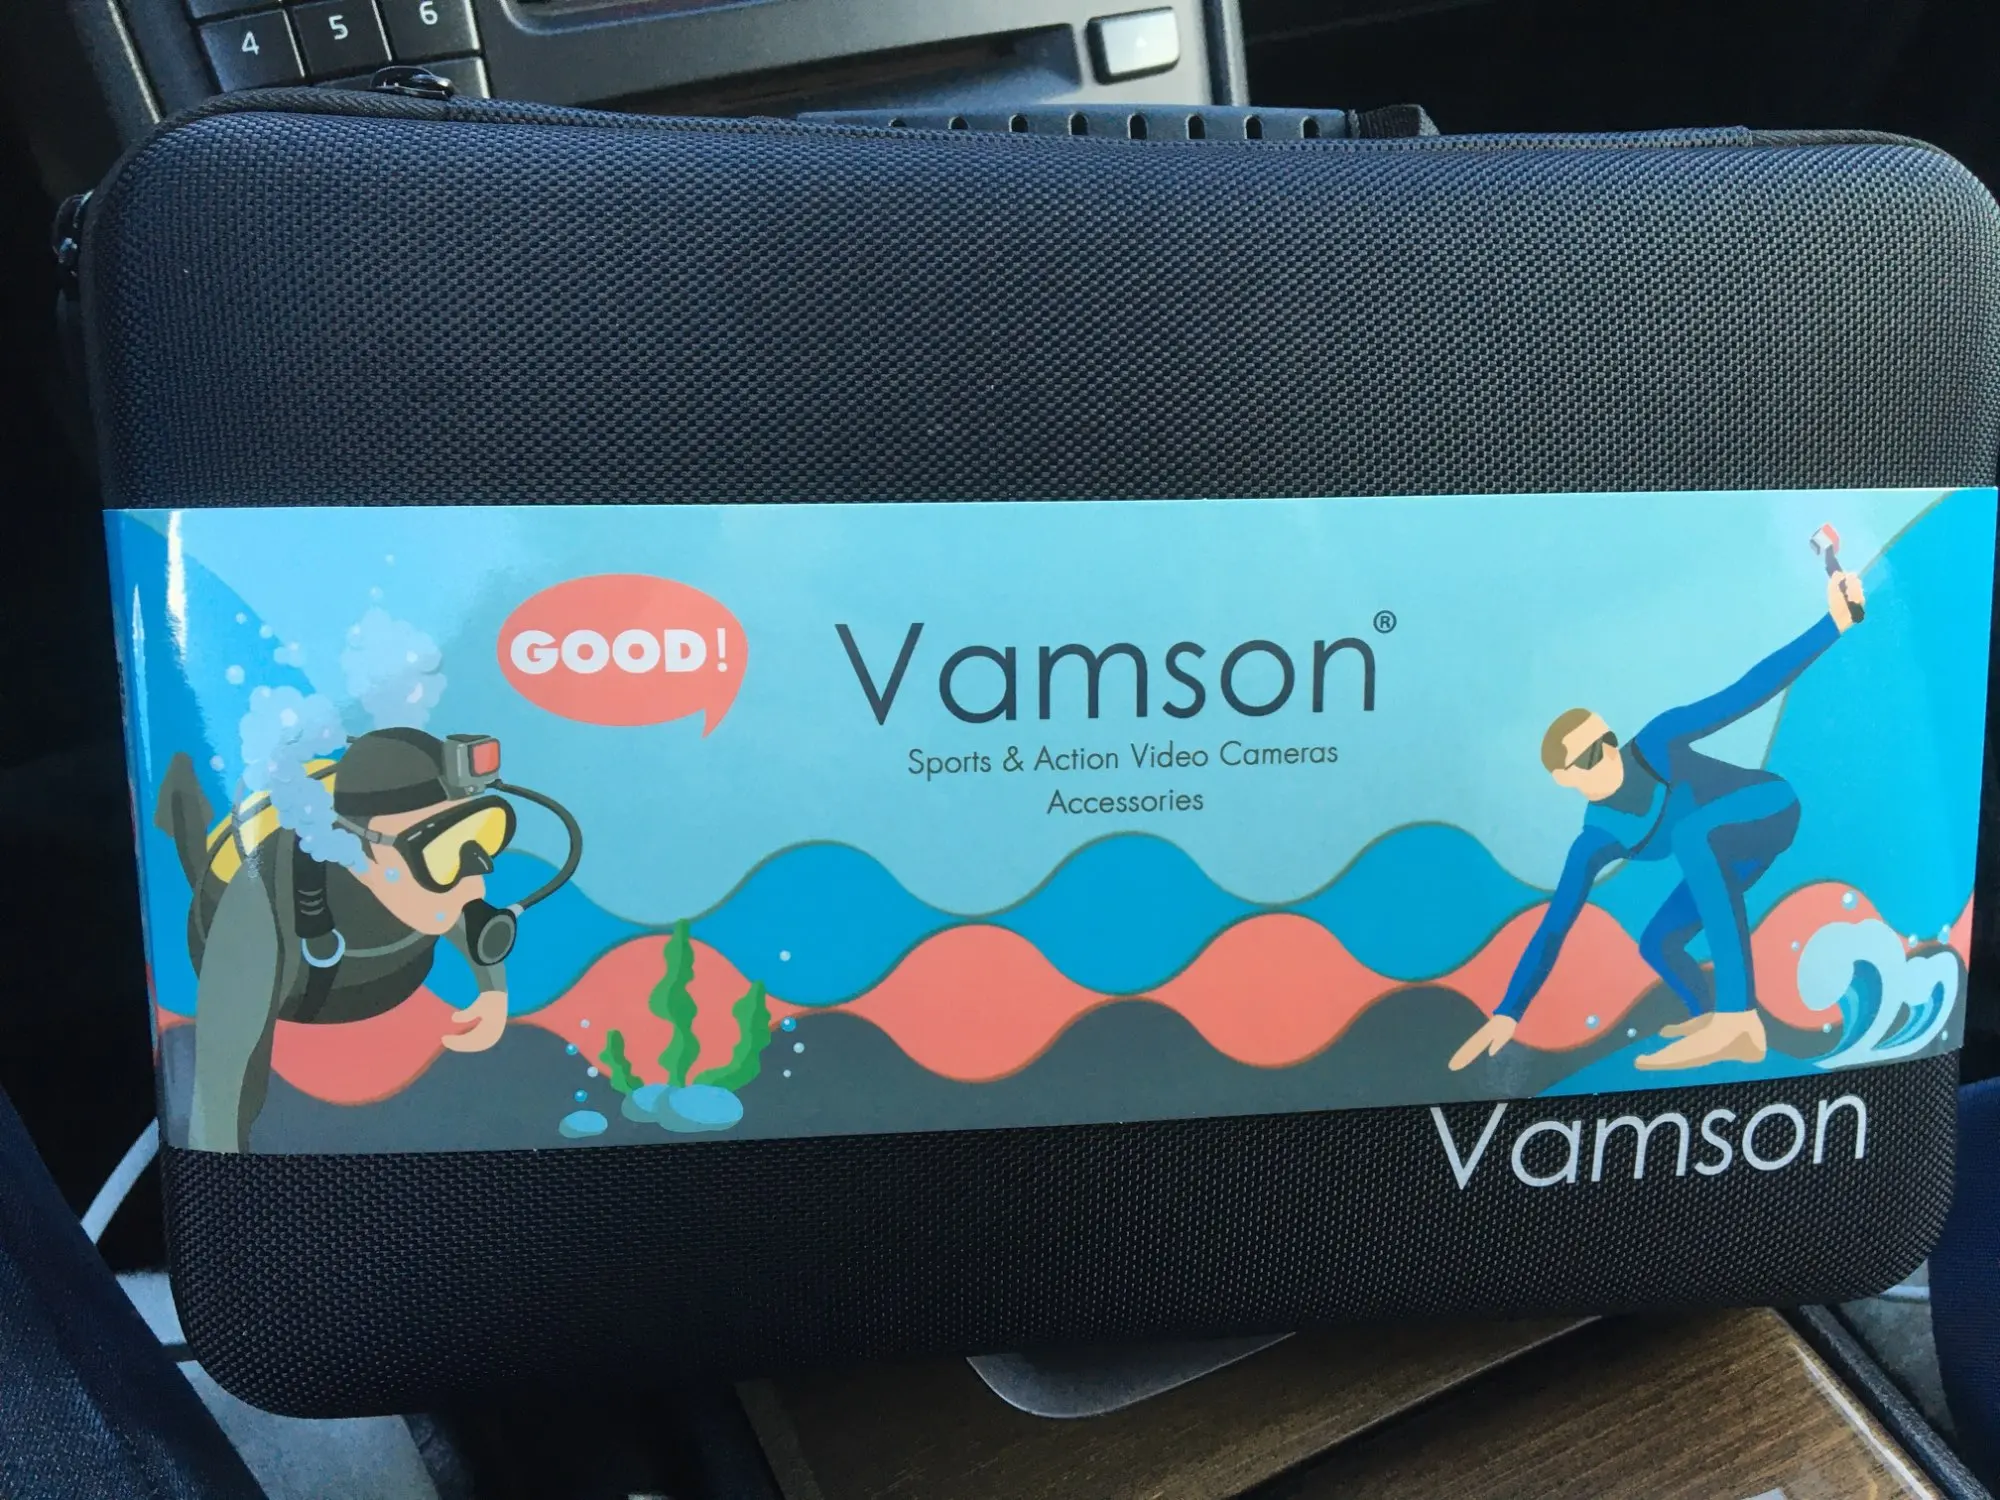 4 5 6
GOOD!
Vamson®
Sports & Action Video Cameras
Accessories
Vamson